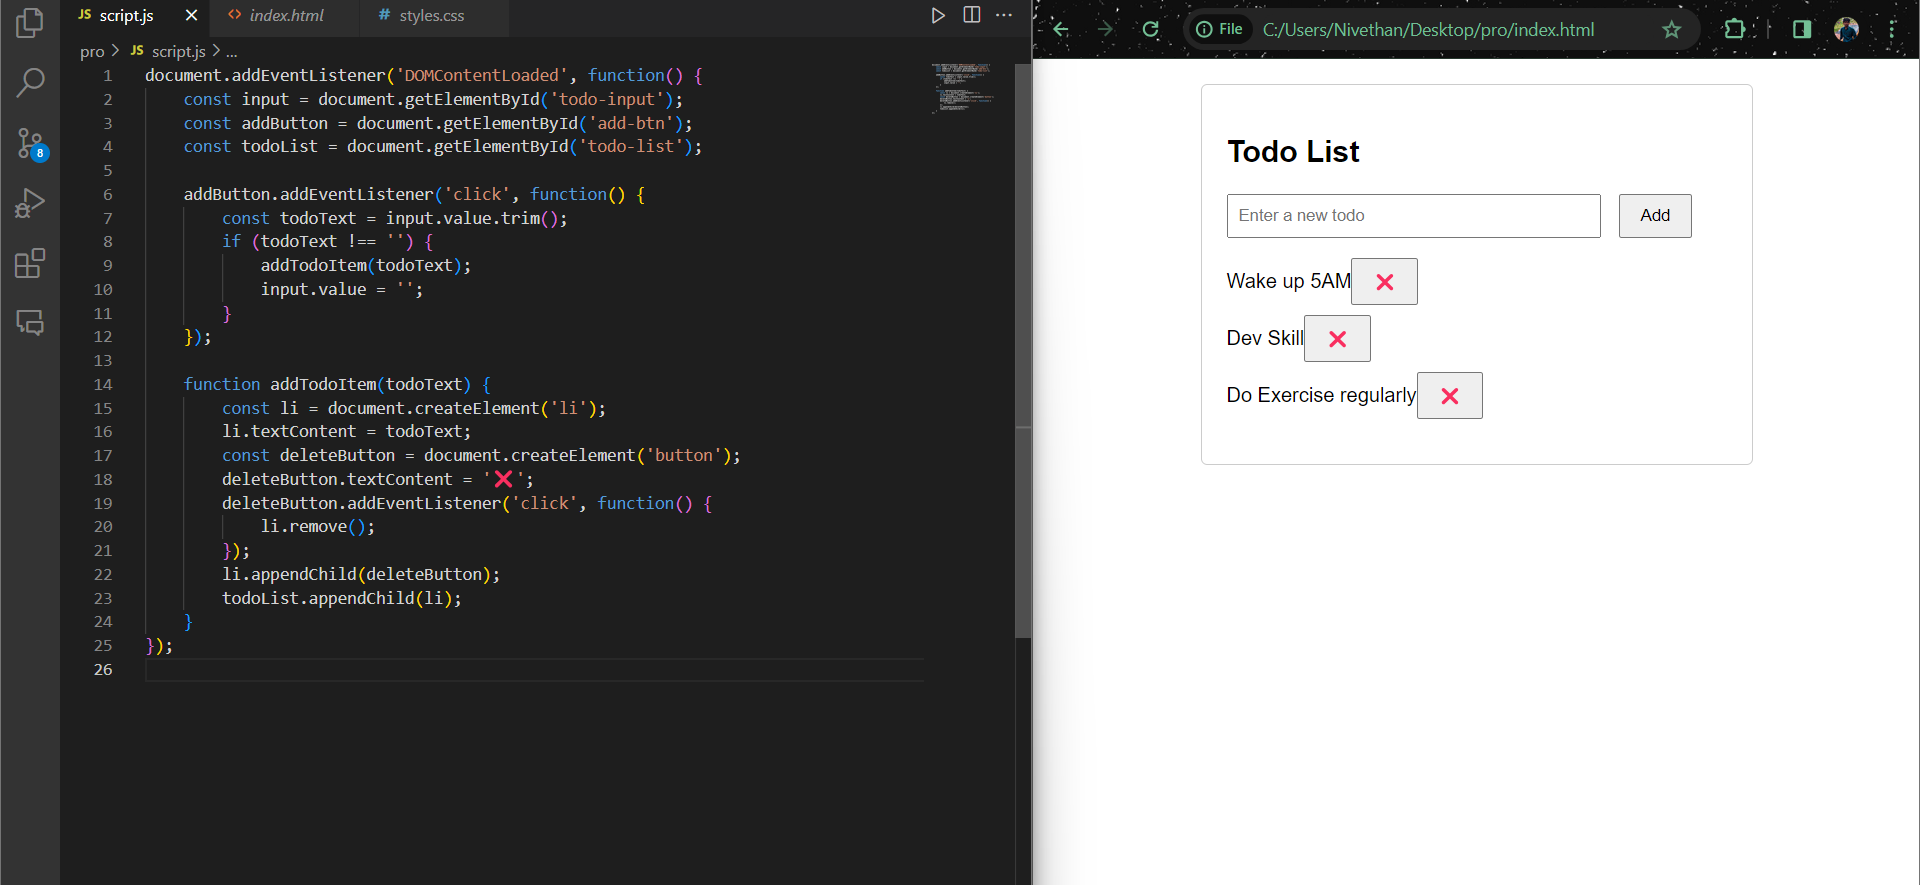 JS script.js × <> index.html # styles.css ...
pro > JS script.js > ...
1 document.addEventListener('DOMContentLoaded', function() {
2 const input = document.getElementById('todo-input');
3 const addButton = document.getElementById('add-btn');
4 const todoList = document.getElementById('todo-list');
5
6 addButton.addEventListener('click', function() {
7 const todoText = input.value.trim();
8 if (todoText !== '') {
9 addTodoItem(todoText);
10 input.value = '';
11 }
12 });
13
14 function addTodoItem(todoText) {
15 const li = document.createElement('li');
16 li.textContent = todoText;
17 const deleteButton = document.createElement('button');
18 deleteButton.textContent = '❌';
19 deleteButton.addEventListener('click', function() {
20 li.remove();
21 });
22 li.appendChild(deleteButton);
23 todoList.appendChild(li);
24 }
25 });
26
8
File C:/Users/Nivethan/Desktop/pro/index.html
Todo List
Enter a new todo Add
Wake up 5AM ❌
Dev Skill ❌
Do Exercise regularly ❌